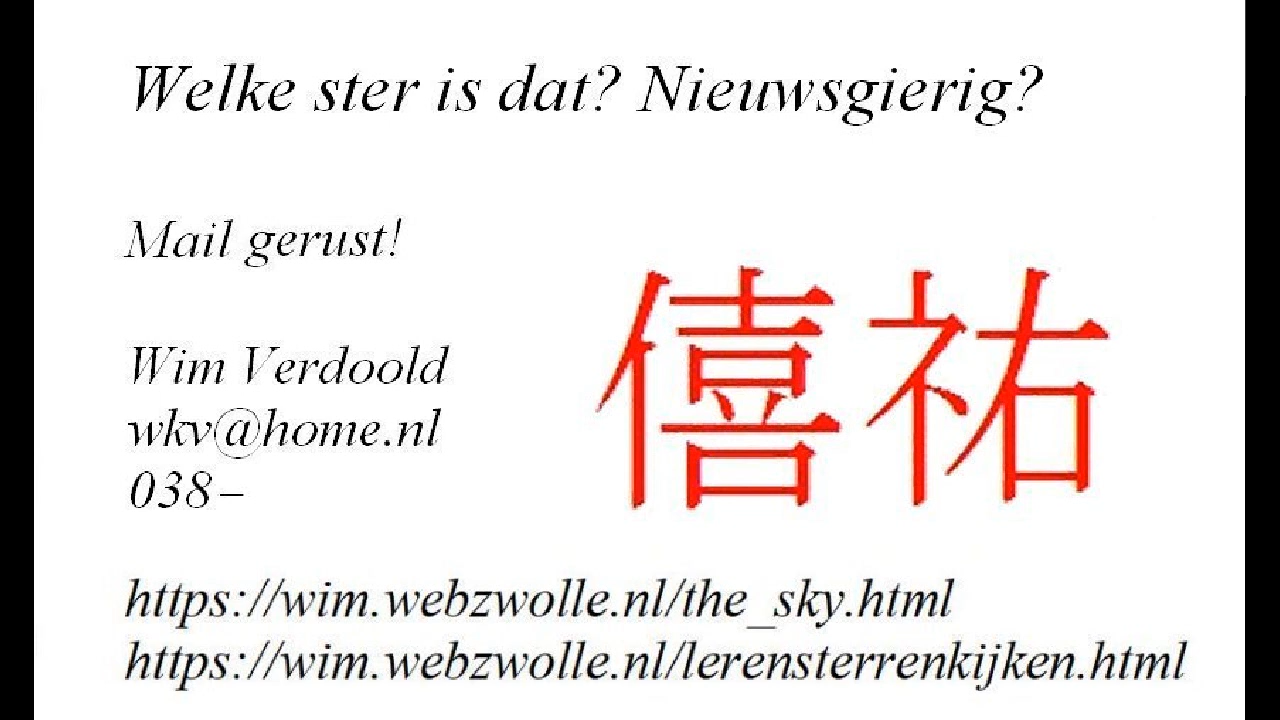 Welke ster is dat? Nieuwsgierig?
Mail gerust!
僖祐
Wim Verdoold
wkv@home.nl
038–
https://wim.webzwolle.nl/the_sky.html
https://wim.webzwolle.nl/lerensterrenkijken.html